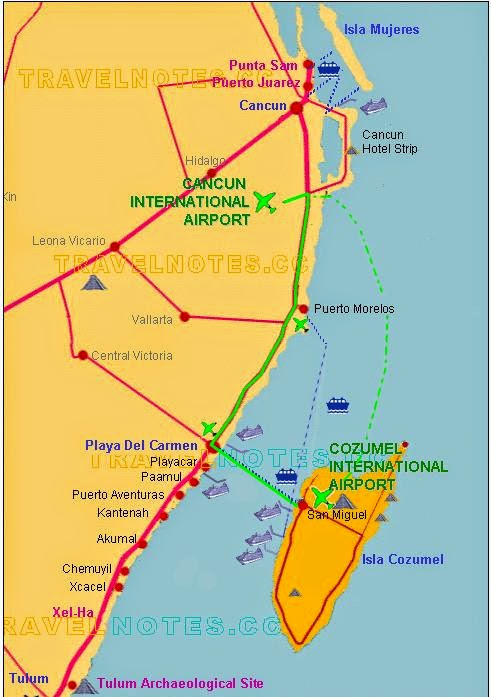 Isla Mujeres
Punta Sam
TRAVELNOTES.CC
Puerto Juarez
Cancun
Cancun
Hotel Strip
Hidalgo
CANCUN
INTERNATIONAL
AIRPORT
Kin
Leona Vicario
TRAVELNOTES.CC
Puerto Morelos
Vallarta
Central Victoria
Playa Del Carmen
COZUMEL
INTERNATIONAL
AIRPORT
TRAVELNOTES.CC
Playacar
Paamul
Puerto Aventuras
Kantenah
San Miguel
Akumal
Isla Cozumel
Chemuyil
Xcacel
Xel-Ha
TRAVELNOTES.CC
Tulum
Tulum Archaeological Site